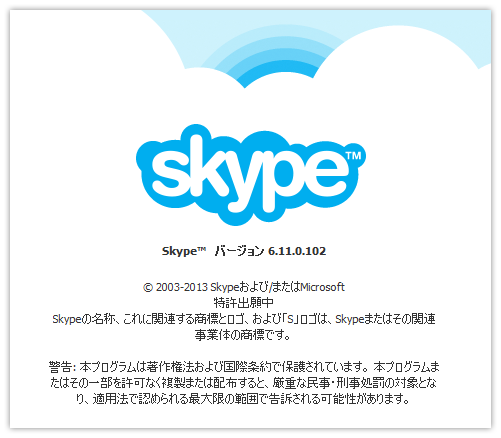 skype™
Skype™ バージョン 6.11.0.102
© 2003-2013 Skypeおよび/またはMicrosoft
特許出願中
Skypeの名称、これに関連する商標とロゴ、および「S」ロゴは、Skypeまたはその関連
事業体の商標です。
警告: 本プログラムは著作権法および国際条約で保護されています。本プログラムま
たはその一部を許可なく複製または配布すると、厳重な民事・刑事処罰の対象とな
り、適用法で認められる最大限の範囲で告訴される可能性があります。